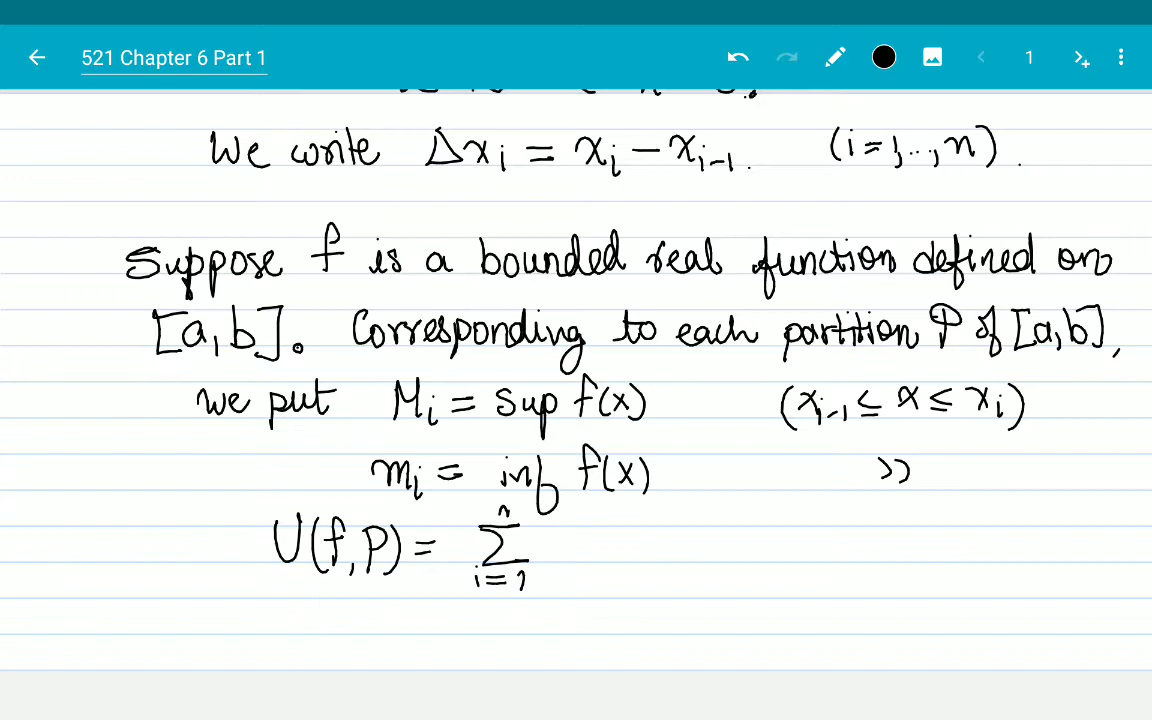 521 Chapter 6 Part 1
1
We write Δx_i = x_i − x_{i-1}. (i=1,..,n).
Suppose f is a bounded real function defined on
[a,b]. Corresponding to each partition P of [a,b],
we put M_i = sup f(x) (x_{i-1} ≤ x ≤ x_i)
m_i = inf f(x) "
U(f,P) = ∑_{i=1}^{n}